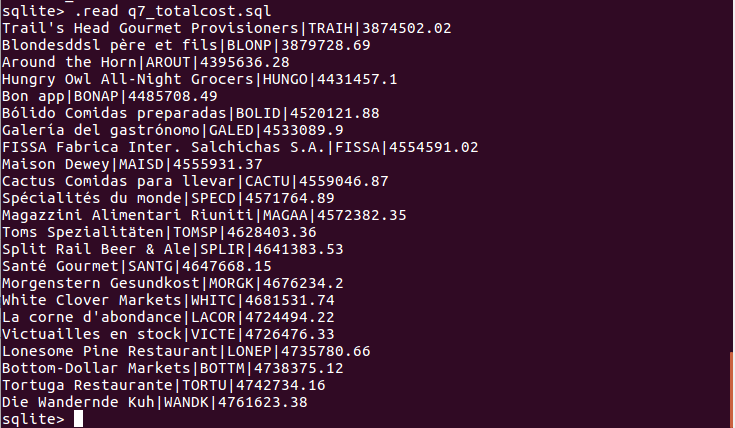 sqlite> .read q7_totalcost.sql
Trail's Head Gourmet Provisioners|TRAIH|3874502.02
Blondesddsl père et fils|BLONP|3879728.69
Around the Horn|AROUT|4395636.28
Hungry Owl All-Night Grocers|HUNGO|4431457.1
Bon app|BONAP|4485708.49
Bólido Comidas preparadas|BOLID|4520121.88
Galería del gastrónomo|GALED|4533089.9
FISSA Fabrica Inter. Salchichas S.A.|FISSA|4554591.02
Maison Dewey|MAISD|4555931.37
Cactus Comidas para llevar|CACTU|4559046.87
Spécialités du monde|SPECD|4571764.89
Magazzini Alimentari Riuniti|MAGAA|4572382.35
Toms Spezialitäten|TOMSP|4628403.36
Split Rail Beer & Ale|SPLIR|4641383.53
Santé Gourmet|SANTG|4647668.15
Morgenstern Gesundkost|MORGK|4676234.2
White Clover Markets|WHITC|4681531.74
La corne d'abondance|LACOR|4724494.22
Victuailles en stock|VICTE|4726476.33
Lonesome Pine Restaurant|LONEP|4735780.66
Bottom-Dollar Markets|BOTTM|4738375.12
Tortuga Restaurante|TORTU|4742734.16
Die Wandernde Kuh|WANDK|4761623.38
sqlite>